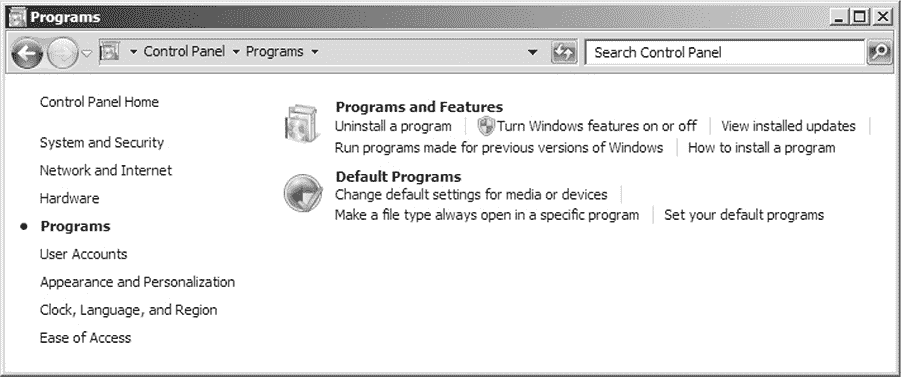 Programs
Control Panel Programs
Search Control Panel
Control Panel Home
System and Security
Network and Internet
Hardware
Programs
User Accounts
Appearance and Personalization
Clock, Language, and Region
Ease of Access
Programs and Features
Uninstall a program Turn Windows features on or off View installed updates
Run programs made for previous versions of Windows How to install a program
Default Programs
Change default settings for media or devices
Make a file type always open in a specific program Set your default programs